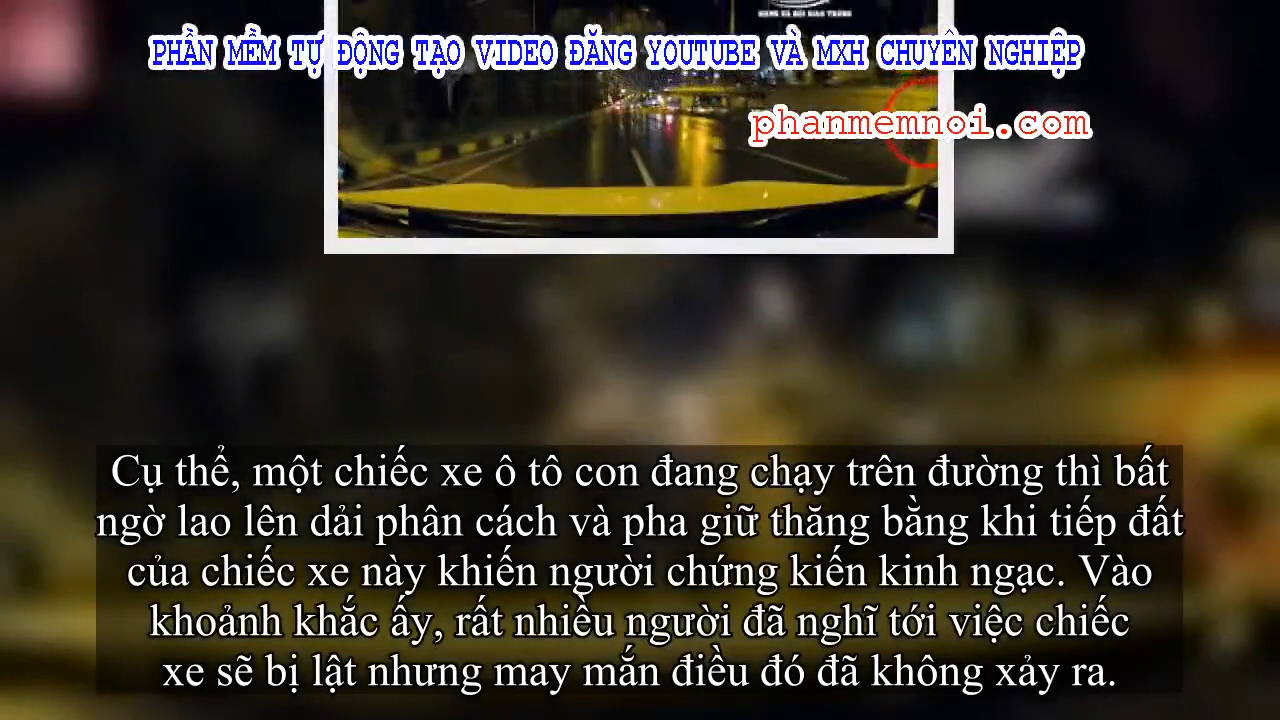 PHẦN MỀM TỰ ĐỘNG TẠO VIDEO ĐĂNG YOUTUBE VÀ MXH CHUYÊN NGHIỆP
phanmemnoi.com
Cụ thể, một chiếc xe ô tô con đang chạy trên đường thì bất
ngờ lao lên dải phân cách và pha giữ thăng bằng khi tiếp đất
của chiếc xe này khiến người chứng kiến kinh ngạc. Vào
khoảnh khắc ấy, rất nhiều người đã nghĩ tới việc chiếc
xe sẽ bị lật nhưng may mắn điều đó đã không xảy ra.